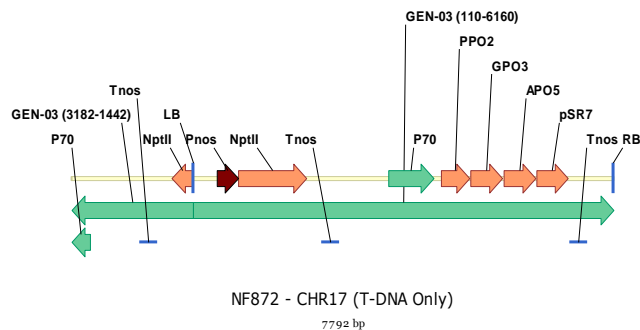 GEN-03 (110-6160)
PPO2
GPO3
Tnos
APO5
GEN-03 (3182-1442)
LB
pSR7
P70
NptII
Pnos
NptII
Tnos
P70
Tnos
RB
NF872 - CHR17 (T-DNA Only)
7792 bp